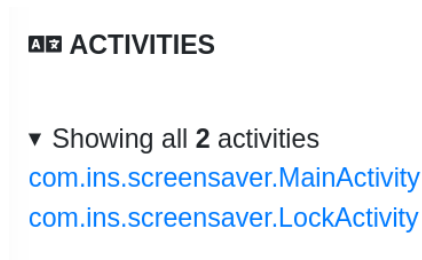 ACTIVITIES
▾ Showing all 2 activities
com.ins.screensaver.MainActivity
com.ins.screensaver.LockActivity